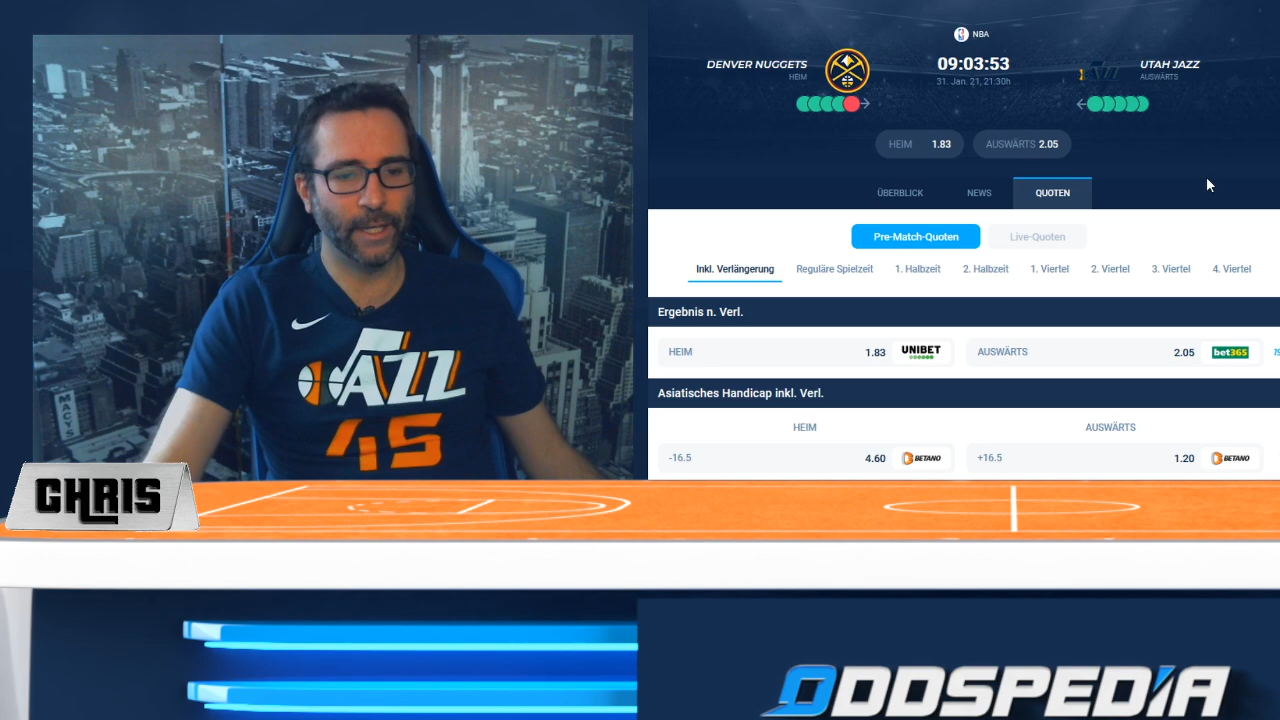 NBA
DENVER NUGGETS
HEIM
09:03:53
31. Jan. 21, 21:30h
UTAH JAZZ
AUSWÄRTS
HEIM 1.83
AUSWÄRTS 2.05
ÜBERBLICK NEWS QUOTEN
Pre-Match-Quoten Live-Quoten
Inkl. Verlängerung Reguläre Spielzeit 1. Halbzeit 2. Halbzeit 1. Viertel 2. Viertel 3. Viertel 4. Viertel
Ergebnis n. Verl.
HEIM 1.83 UNIBET AUSWÄRTS 2.05 bet365
Asiatisches Handicap inkl. Verl.
HEIM AUSWÄRTS
-16.5 4.60 BETANO +16.5 1.20 BETANO
MACYS
JAZZ
45
CHRIS
ODDSPEDIA